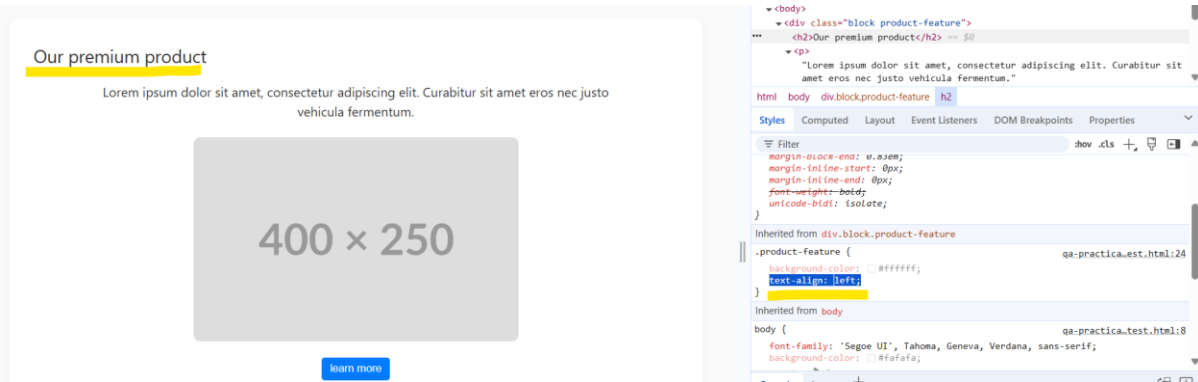 Our premium product
Lorem ipsum dolor sit amet, consectetur adipiscing elit. Curabitur sit amet eros nec justo
vehicula fermentum.
400 × 250
learn more
<body>
<div class="block product-feature">
<h2>Our premium product</h2> == $0
<p>
"Lorem ipsum dolor sit amet, consectetur adipiscing elit. Curabitur sit
amet eros nec justo vehicula fermentum."
html body div.block.product-feature h2
Styles Computed Layout Event Listeners DOM Breakpoints Properties
Filter :hov .cls
margin-block-end: 0.83em;
margin-inline-start: 0px;
margin-inline-end: 0px;
font-weight: bold;
unicode-bidi: isolate;
}
Inherited from div.block.product-feature
.product-feature { qa-practica…est.html:24
background-color: #ffffff;
text-align: left;
}
Inherited from body
body { qa-practica…test.html:8
font-family: 'Segoe UI', Tahoma, Geneva, Verdana, sans-serif;
background-color: #fafafa;